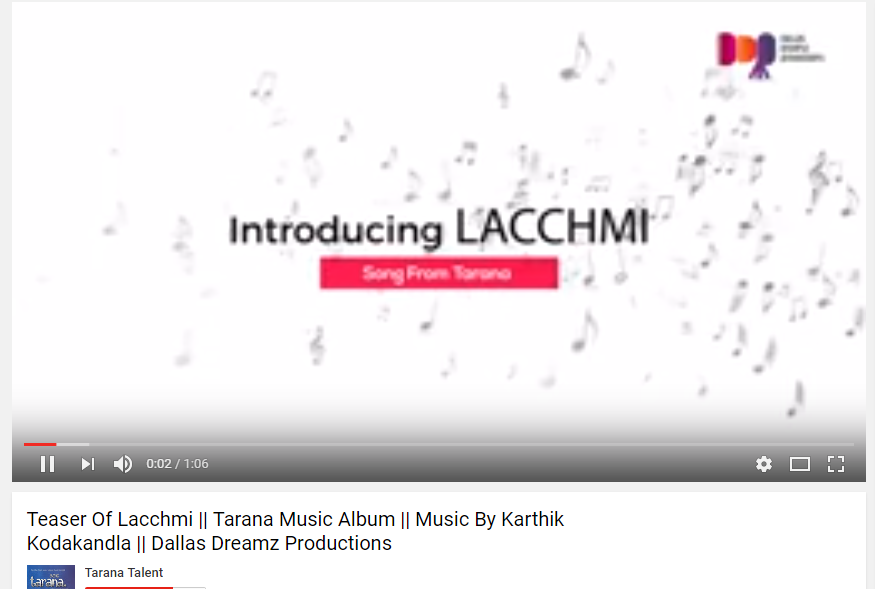 Introducing LACCHMI
Song From Tarana
0:02 / 1:06
Teaser Of Lacchmi || Tarana Music Album || Music By Karthik
Kodakandla || Dallas Dreamz Productions
Tarana Talent
tarana